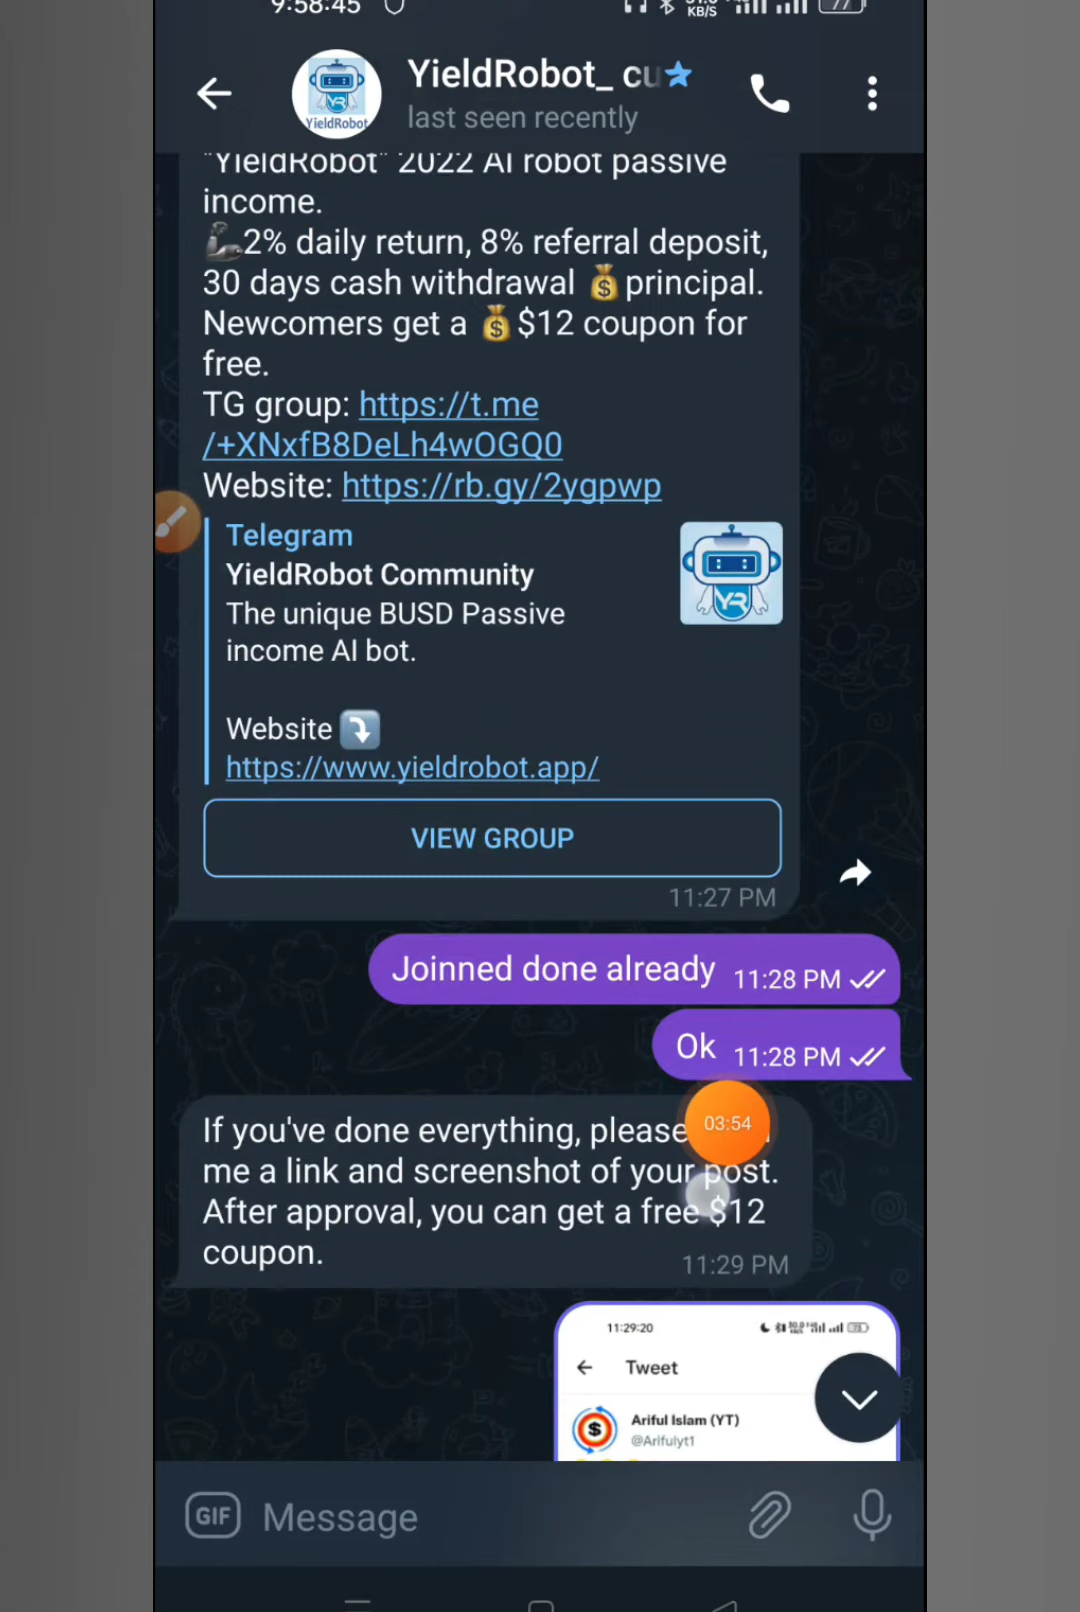 9:58:45
KB/S
77
YieldRobot_ cu
last seen recently
YieldRobot
"YieldRobot" 2022 AI robot passive
income.
2% daily return, 8% referral deposit,
30 days cash withdrawal 💰principal.
Newcomers get a 💰$12 coupon for
free.
TG group: https://t.me
/+XNxfB8DeLh4wOGQ0
Website: https://rb.gy/2ygpwp
Telegram
YieldRobot Community
The unique BUSD Passive
income AI bot.
YR
Website ⤵️
https://www.yieldrobot.app/
VIEW GROUP
11:27 PM
Joinned done already 11:28 PM
Ok 11:28 PM
If you've done everything, please
03:54
me a link and screenshot of your post.
After approval, you can get a free $12
coupon.
11:29 PM
11:29:20
Tweet
Ariful Islam (YT)
@Arifulyt1
GIF Message